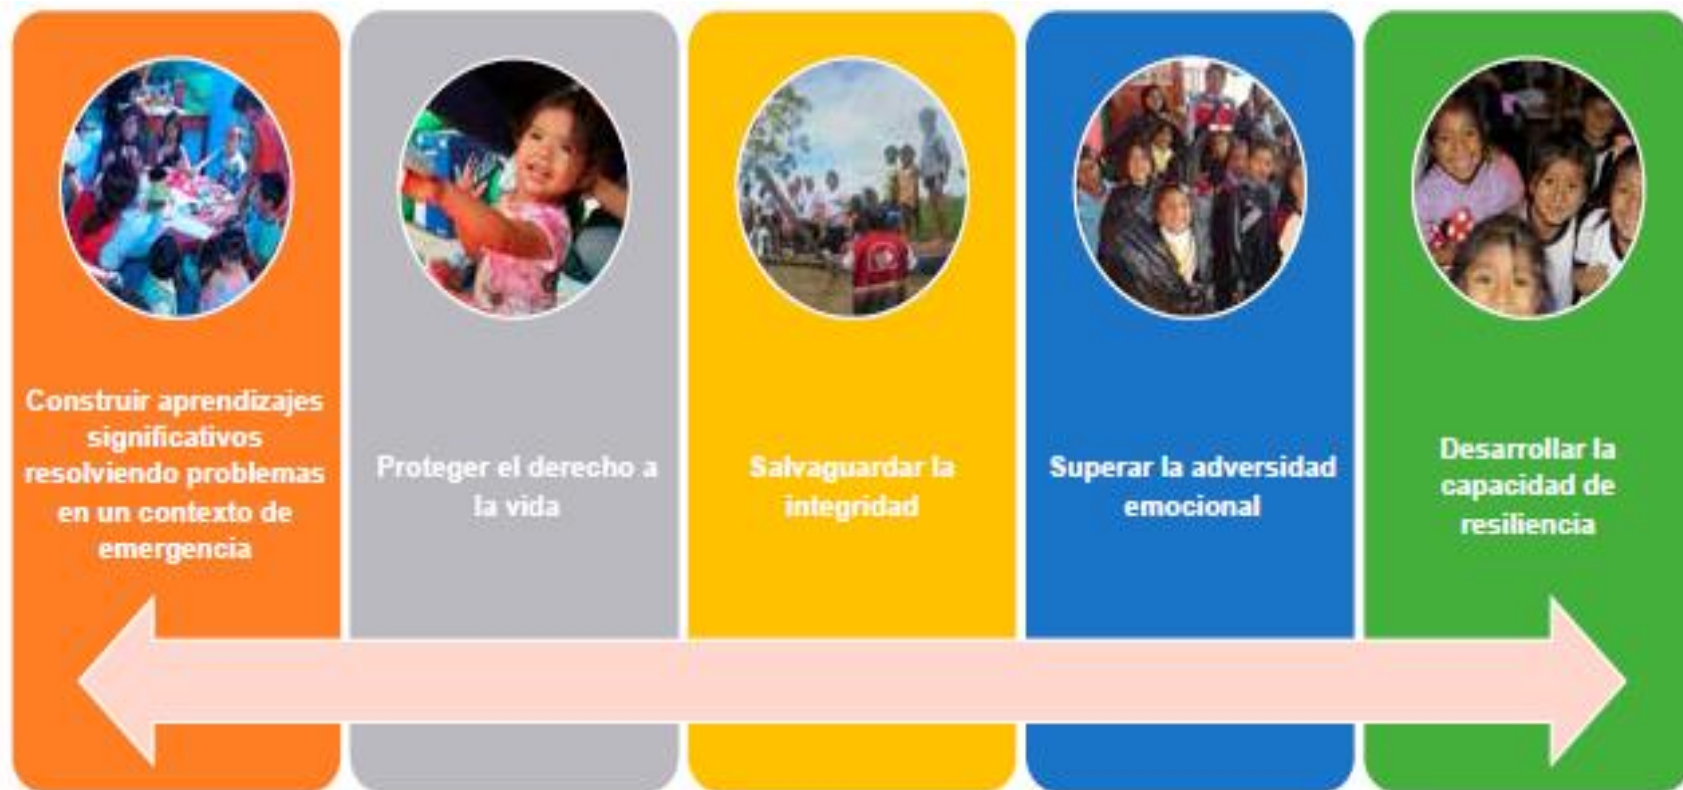 Construir aprendizajes
significativos
resolviendo problemas
en un contexto de
emergencia
Proteger el derecho a
la vida
Salvaguardar la
integridad
Superar la adversidad
emocional
Desarrollar la
capacidad de
resiliencia